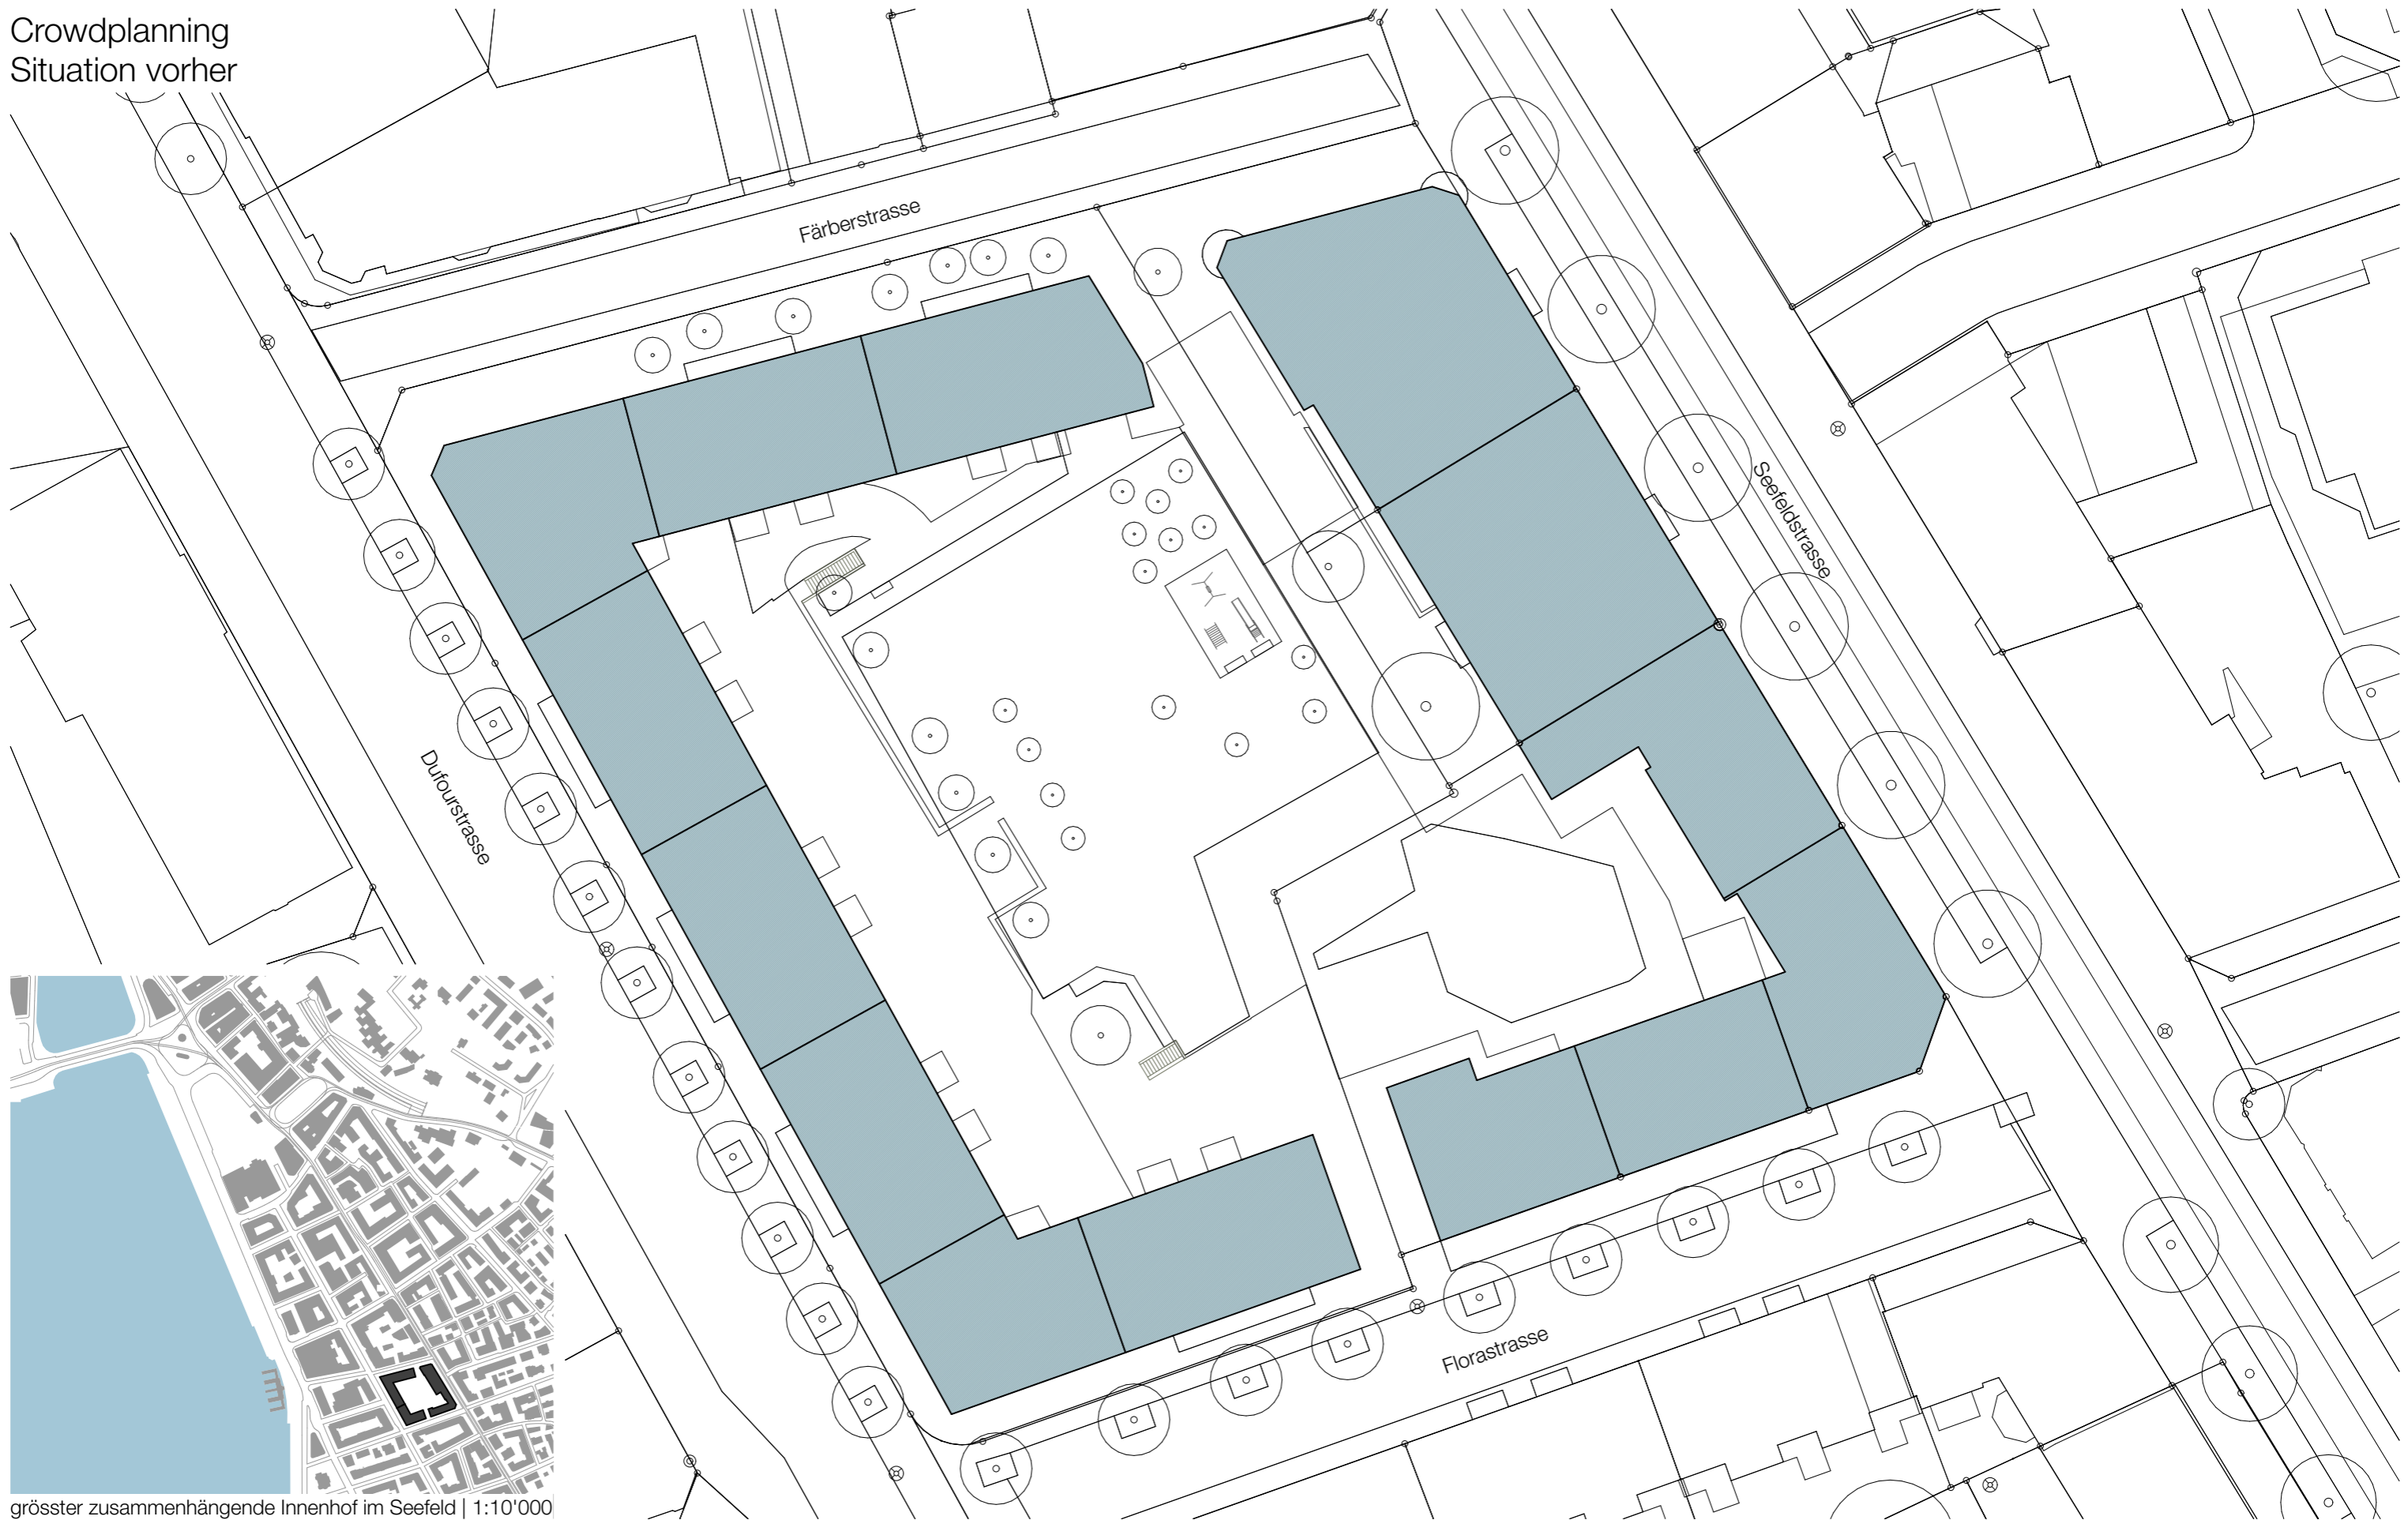 Crowdplanning
Situation vorher
Färberstrasse
Seefeldstrasse
Dufourstrasse
Florastrasse
grösster zusammenhängende Innenhof im Seefeld | 1:10'000